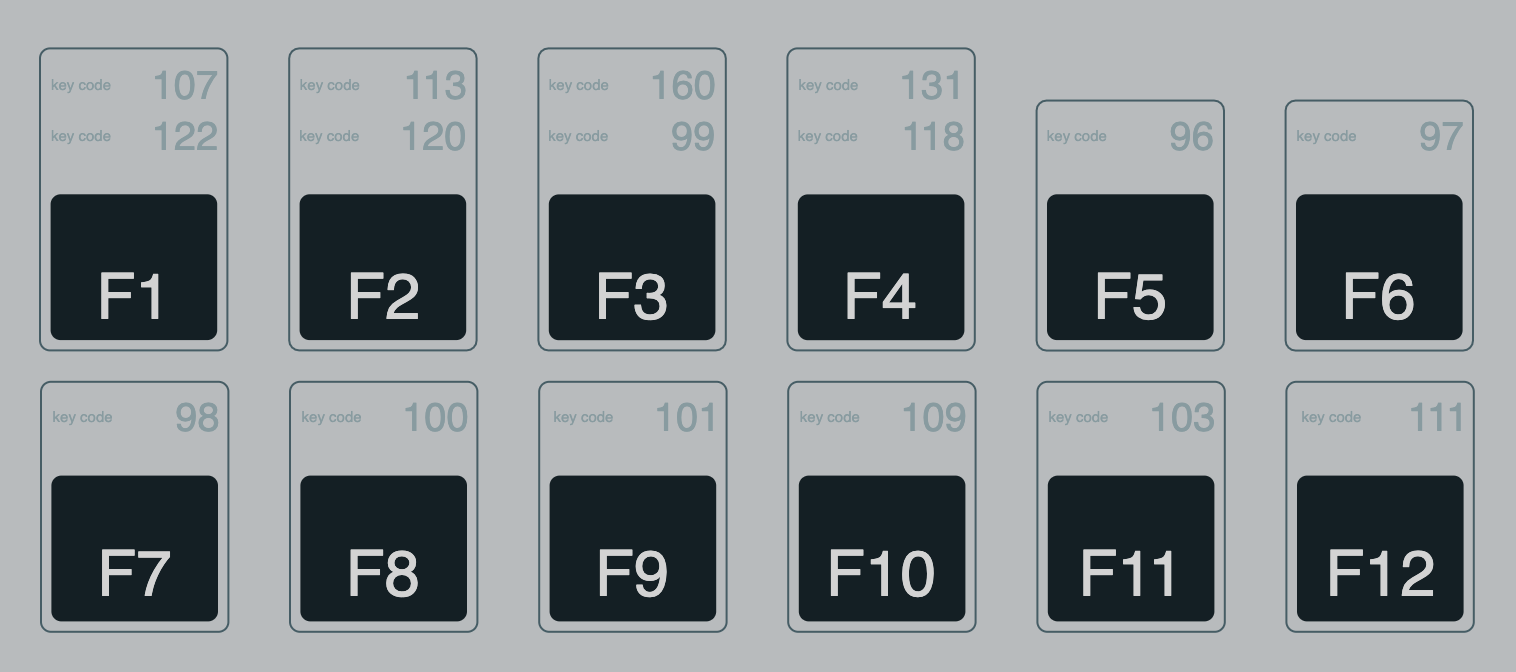 key code 107
key code 122
F1
key code 113
key code 120
F2
key code 160
key code 99
F3
key code 131
key code 118
F4
key code 96
F5
key code 97
F6
key code 98
F7
key code 100
F8
key code 101
F9
key code 109
F10
key code 103
F11
key code 111
F12